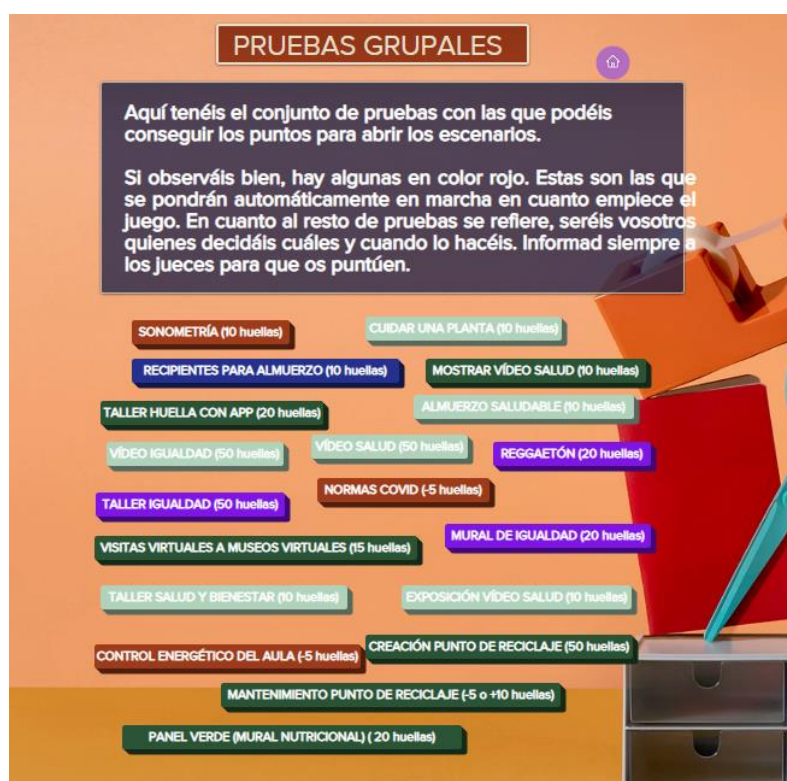 PRUEBAS GRUPALES
Aquí tenéis el conjunto de pruebas con las que podéis
conseguir los puntos para abrir los escenarios.
Si observáis bien, hay algunas en color rojo. Estas son las que
se pondrán automáticamente en marcha en cuanto empiece el
juego. En cuanto al resto de pruebas se refiere, seréis vosotros
quienes decidáis cuáles y cuando lo hacéis. Informad siempre a
los jueces para que os puntúen.
SONOMETRÍA (10 huellas)
CUIDAR UNA PLANTA (10 huellas)
RECIPIENTES PARA ALMUERZO (10 huellas)
MOSTRAR VÍDEO SALUD (10 huellas)
TALLER HUELLA CON APP (20 huellas)
ALMUERZO SALUDABLE (10 huellas)
VÍDEO IGUALDAD (50 huellas)
VÍDEO SALUD (50 huellas)
REGGAETÓN (20 huellas)
TALLER IGUALDAD (50 huellas)
NORMAS COVID (-5 huellas)
VISITAS VIRTUALES A MUSEOS VIRTUALES (15 huellas)
MURAL DE IGUALDAD (20 huellas)
TALLER SALUD Y BIENESTAR (10 huellas)
EXPOSICIÓN VÍDEO SALUD (10 huellas)
CONTROL ENERGÉTICO DEL AULA (-5 huellas)
CREACIÓN PUNTO DE RECICLAJE (50 huellas)
MANTENIMIENTO PUNTO DE RECICLAJE (-5 o +10 huellas)
PANEL VERDE (MURAL NUTRICIONAL) ( 20 huellas)